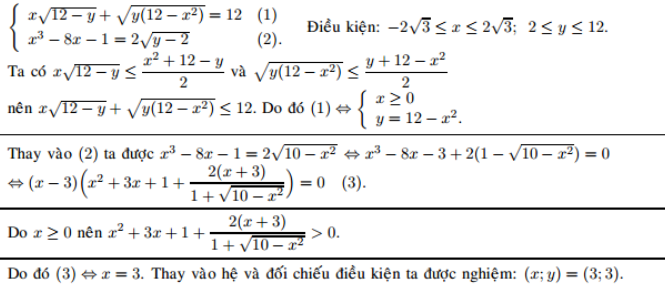 { x√(12 − y) + √(y(12 − x²)) = 12 (1)
x³ − 8x − 1 = 2√(y − 2) (2).
Điều kiện: −2√3 ≤ x ≤ 2√3; 2 ≤ y ≤ 12.
Ta có x√(12 − y) ≤ (x² + 12 − y)/2 và √(y(12 − x²)) ≤ (y + 12 − x²)/2
nên x√(12 − y) + √(y(12 − x²)) ≤ 12. Do đó (1) ⇔ { x ≥ 0
y = 12 − x².
Thay vào (2) ta được x³ − 8x − 1 = 2√(10 − x²) ⇔ x³ − 8x − 3 + 2(1 − √(10 − x²)) = 0
⇔ (x − 3)(x² + 3x + 1 + 2(x + 3)/(1 + √(10 − x²))) = 0 (3).
Do x ≥ 0 nên x² + 3x + 1 + 2(x + 3)/(1 + √(10 − x²)) > 0.
Do đó (3) ⇔ x = 3. Thay vào hệ và đối chiếu điều kiện ta được nghiệm: (x; y) = (3; 3).